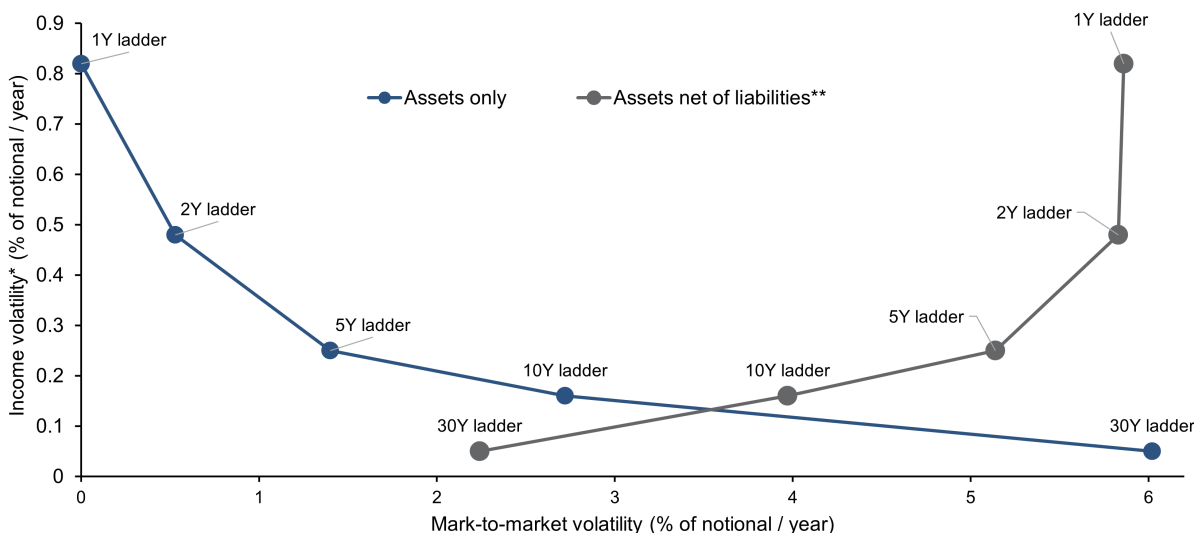 0.9
0.8
0.7
0.6
0.5
0.4
0.3
0.2
0.1
0
Income volatility* (% of notional / year)
1Y ladder
1Y ladder
Assets only
Assets net of liabilities**
2Y ladder
2Y ladder
5Y ladder
5Y ladder
10Y ladder
10Y ladder
30Y ladder
30Y ladder
0 1 2 3 4 5 6
Mark-to-market volatility (% of notional / year)